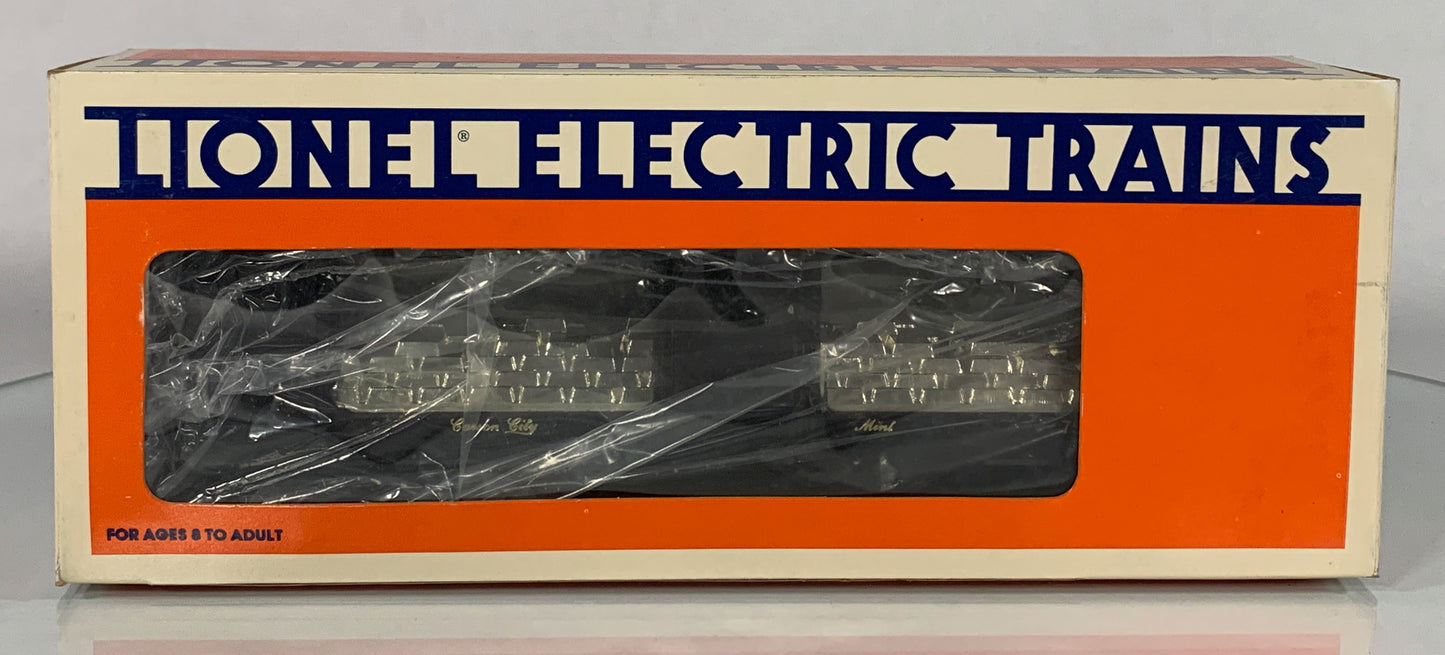 LIONEL® ELECTRIC TRAINS
Carson City Mint
FOR AGES 8 TO ADULT